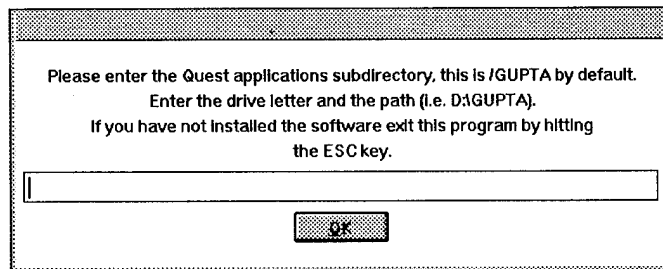 Please enter the Quest applications subdirectory, this is /GUPTA by default.
Enter the drive letter and the path (i.e. D:\GUPTA).
If you have not installed the software exit this program by hitting
the ESC key.
OK